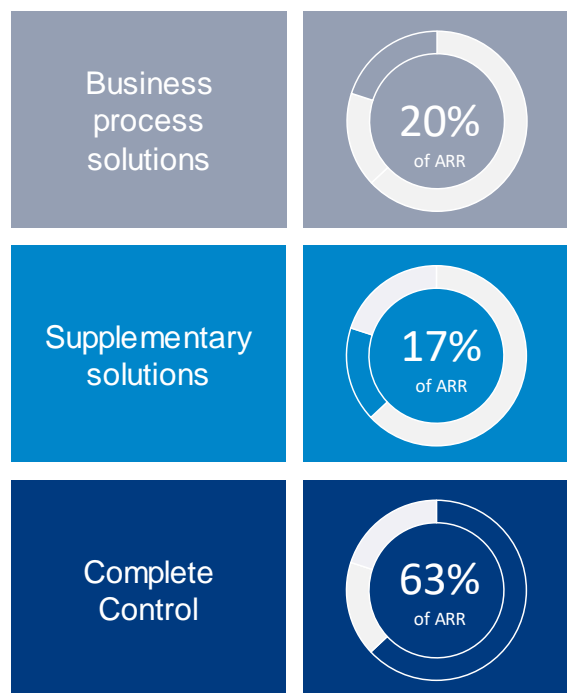 Business
process
solutions
20%
of ARR
Supplementary
solutions
17%
of ARR
Complete
Control
63%
of ARR